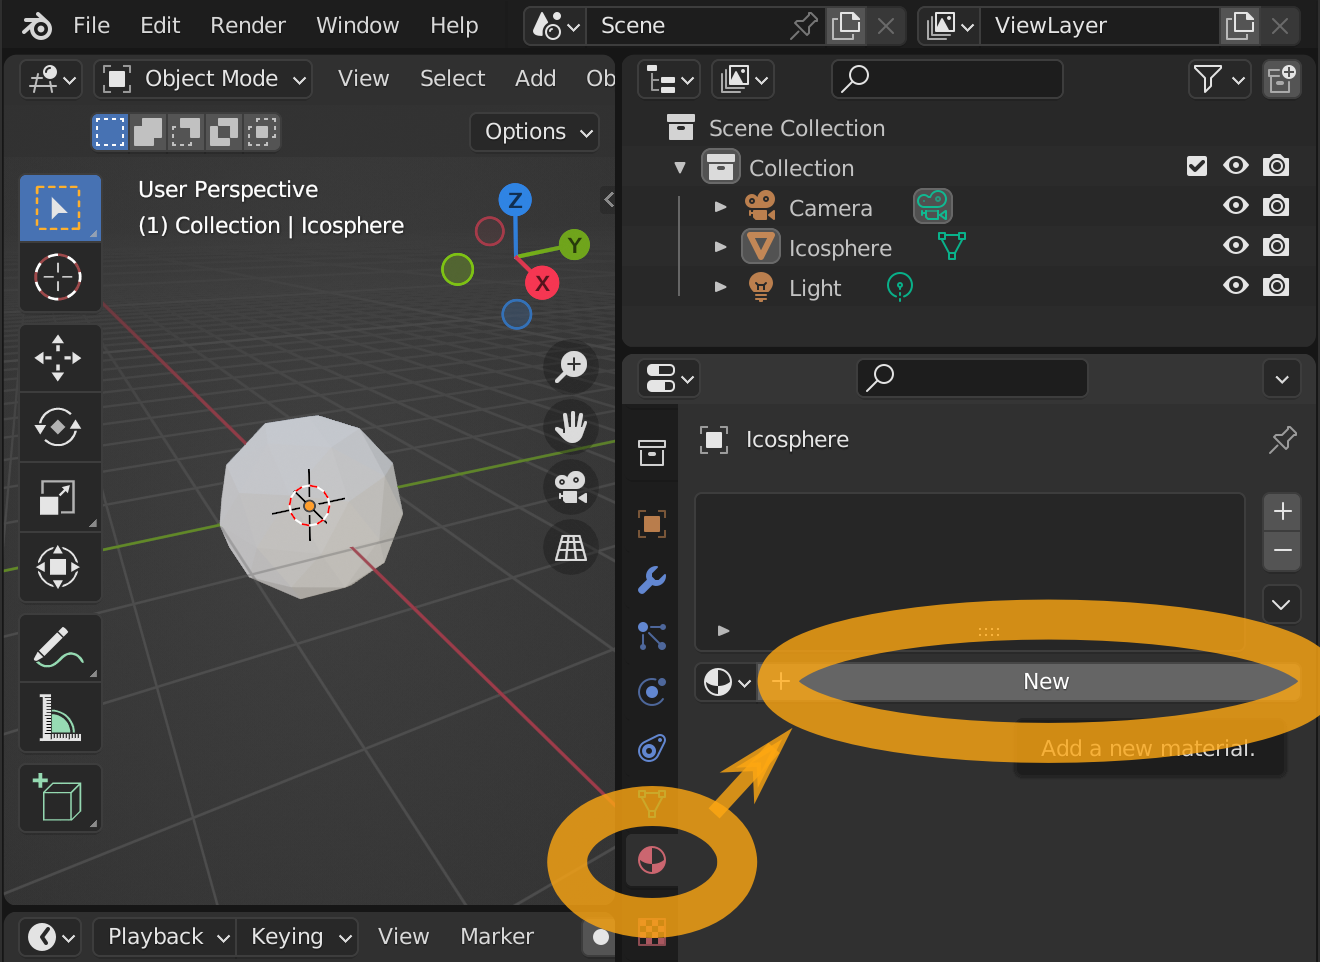 File Edit Render Window Help Scene ViewLayer
Object Mode View Select Add Ob
Options
User Perspective
(1) Collection | Icosphere
Z
Y
X
Scene Collection
Collection
Camera
Icosphere
Light
Icosphere
New
Add a new material.
Playback Keying View Marker